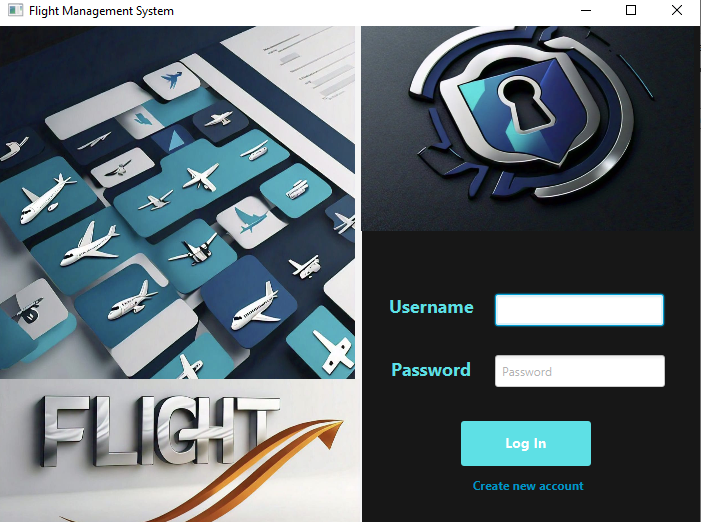 Flight Management System
FLIGHT
Username
Password
Password
Log In
Create new account